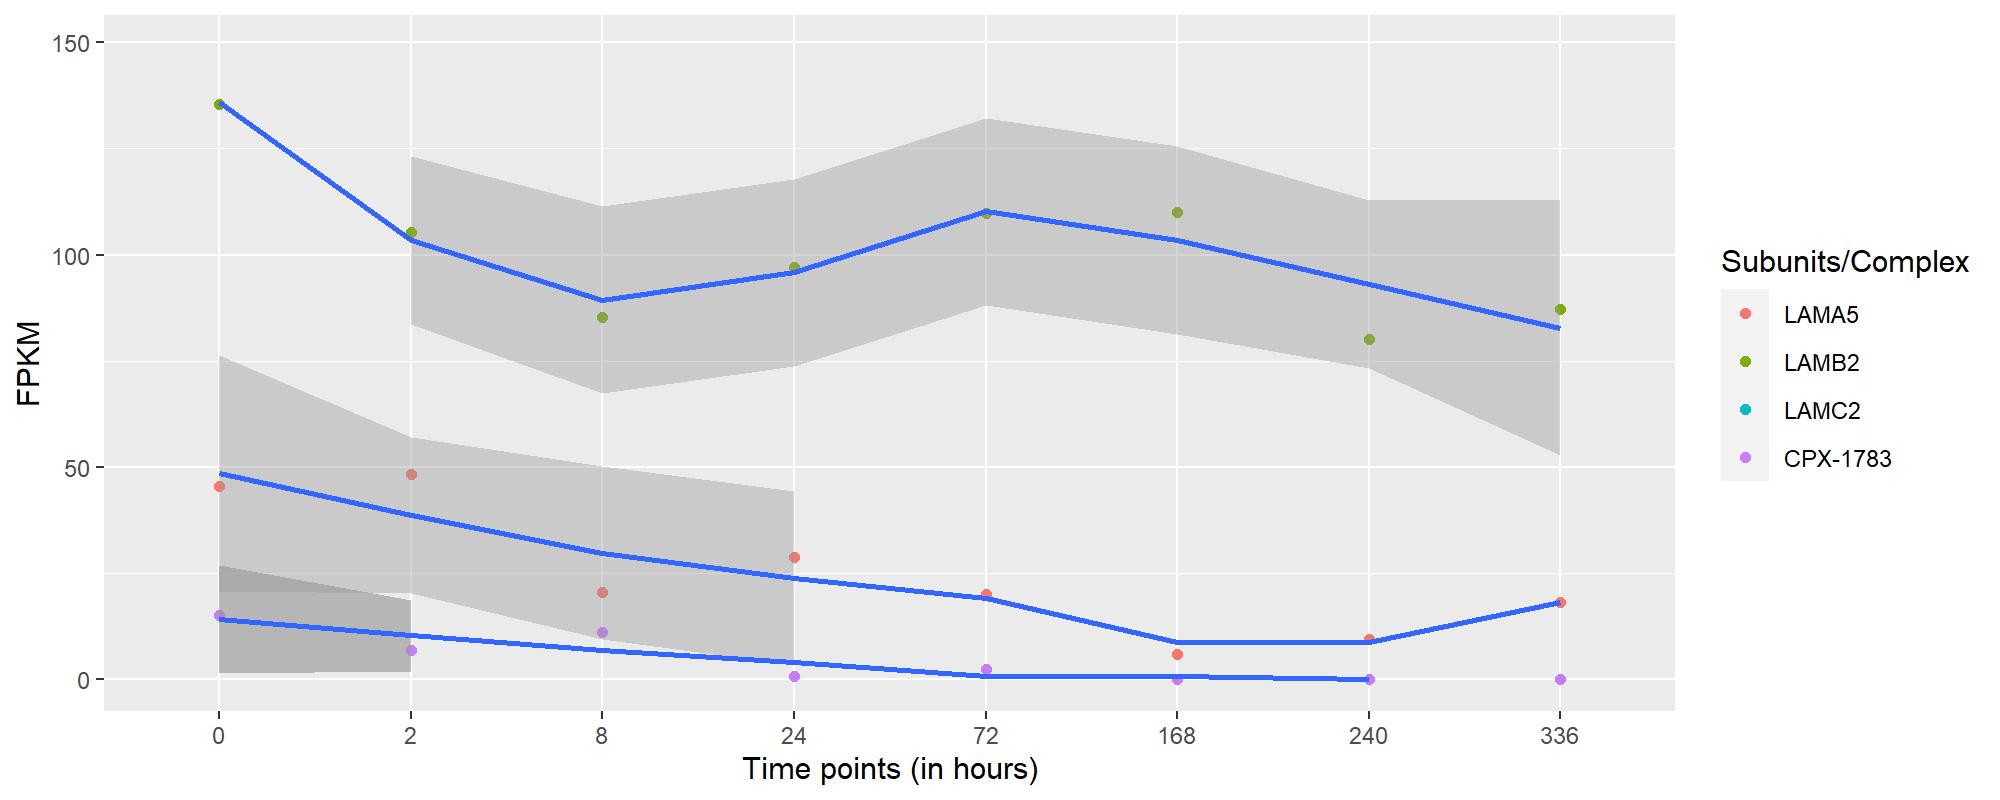 150
100
50
0
FPKM
0 2 8 24 72 168 240 336
Time points (in hours)
Subunits/Complex
LAMA5
LAMB2
LAMC2
CPX-1783